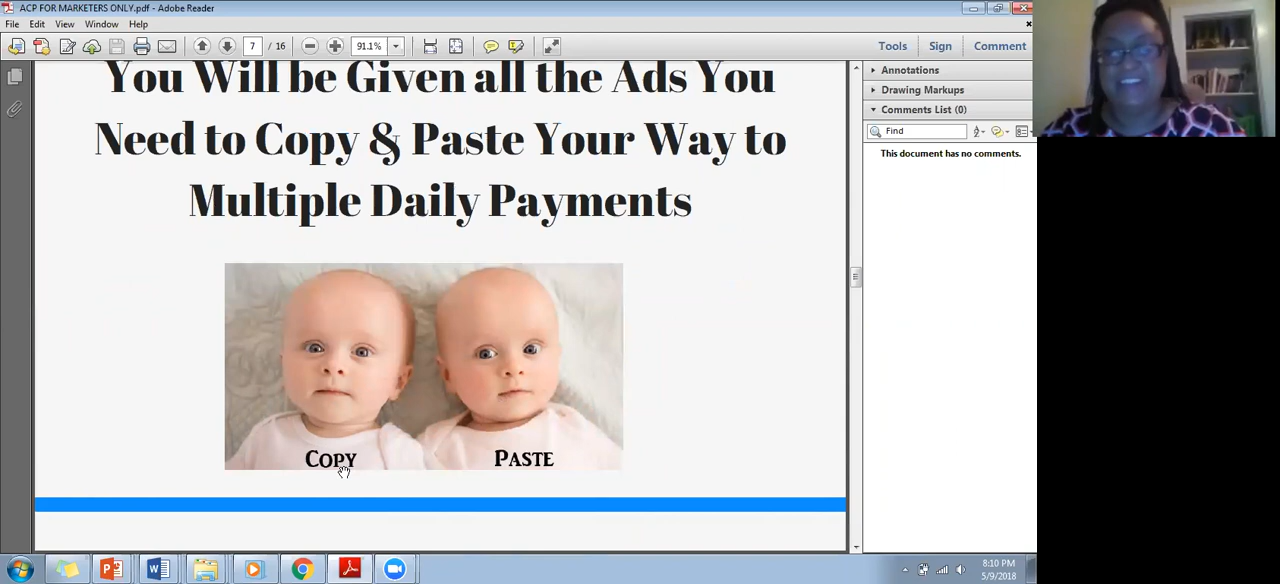 ACP FOR MARKETERS ONLY.pdf - Adobe Reader
File Edit View Window Help
7 / 16 91.1% Tools Sign Comment
Annotations
Drawing Markups
Comments List (0)
Find
This document has no comments.
You Will be Given all the Ads You
Need to Copy & Paste Your Way to
Multiple Daily Payments
COPY PASTE
8:10 PM
5/9/2018